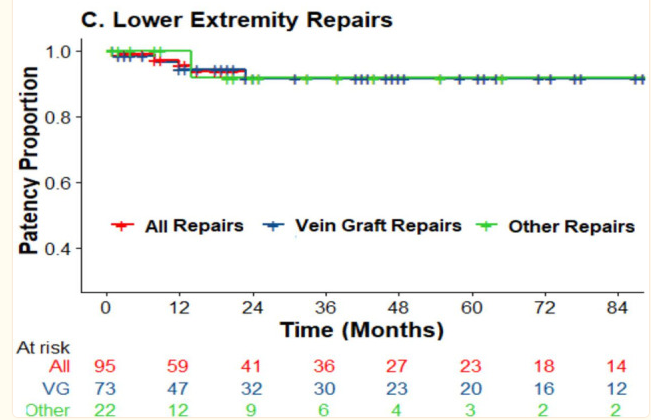 C. Lower Extremity Repairs
Patency Proportion
1.0
0.8
0.6
0.4
All Repairs Vein Graft Repairs Other Repairs
0 12 24 36 48 60 72 84
Time (Months)
At risk
All 95 59 41 36 27 23 18 14
VG 73 47 32 30 23 20 16 12
Other 22 12 9 6 4 3 2 2